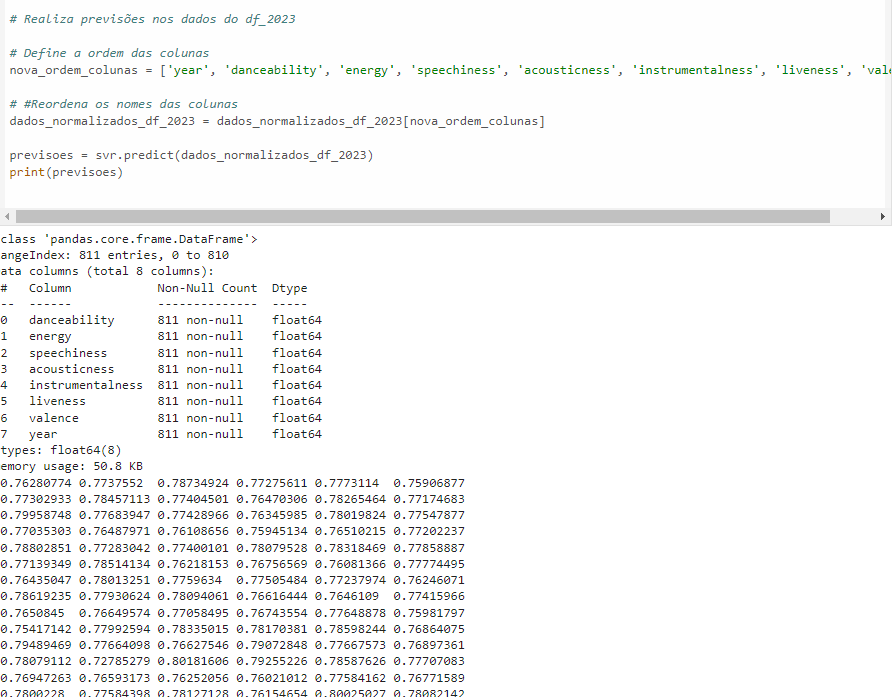 # Realiza previsões nos dados do df_2023
# Define a ordem das colunas
nova_ordem_colunas = ['year', 'danceability', 'energy', 'speechiness', 'acousticness', 'instrumentalness', 'liveness', 'val
# #Reordena os nomes das colunas
dados_normalizados_df_2023 = dados_normalizados_df_2023[nova_ordem_colunas]
previsoes = svr.predict(dados_normalizados_df_2023)
print(previsoes)
class 'pandas.core.frame.DataFrame'>
angeIndex: 811 entries, 0 to 810
ata columns (total 8 columns):
#   Column            Non-Null Count  Dtype
--  ------            --------------  -----
0   danceability      811 non-null    float64
1   energy            811 non-null    float64
2   speechiness       811 non-null    float64
3   acousticness      811 non-null    float64
4   instrumentalness  811 non-null    float64
5   liveness          811 non-null    float64
6   valence           811 non-null    float64
7   year              811 non-null    float64
types: float64(8)
emory usage: 50.8 KB
0.76280774 0.7737552  0.78734924 0.77275611 0.7773114  0.75906877
0.77302933 0.78457113 0.77404501 0.76470306 0.78265464 0.77174683
0.79958748 0.77683947 0.77428966 0.76345985 0.78019824 0.77547877
0.77035303 0.76487971 0.76108656 0.75945134 0.76510215 0.77202237
0.78802851 0.77283042 0.77400101 0.78079528 0.78318469 0.77858887
0.77139349 0.78514134 0.76218153 0.76756569 0.76081366 0.77774495
0.76435047 0.78013251 0.7759634  0.77505484 0.77237974 0.76246071
0.78619235 0.77930624 0.78094061 0.76616444 0.7646109  0.77415966
0.7650845  0.76649574 0.77058495 0.76743554 0.77648878 0.75981797
0.75417142 0.77992594 0.78335015 0.78170381 0.78598244 0.76864075
0.79489469 0.77664098 0.76627546 0.79072848 0.77667573 0.76897361
0.78079112 0.72785279 0.80181606 0.79255226 0.78587626 0.77707083
0.76947263 0.76593173 0.76252056 0.76021012 0.77584162 0.76771589
0.7800228  0.77584398 0.78127128 0.76154654 0.80025027 0.78082142